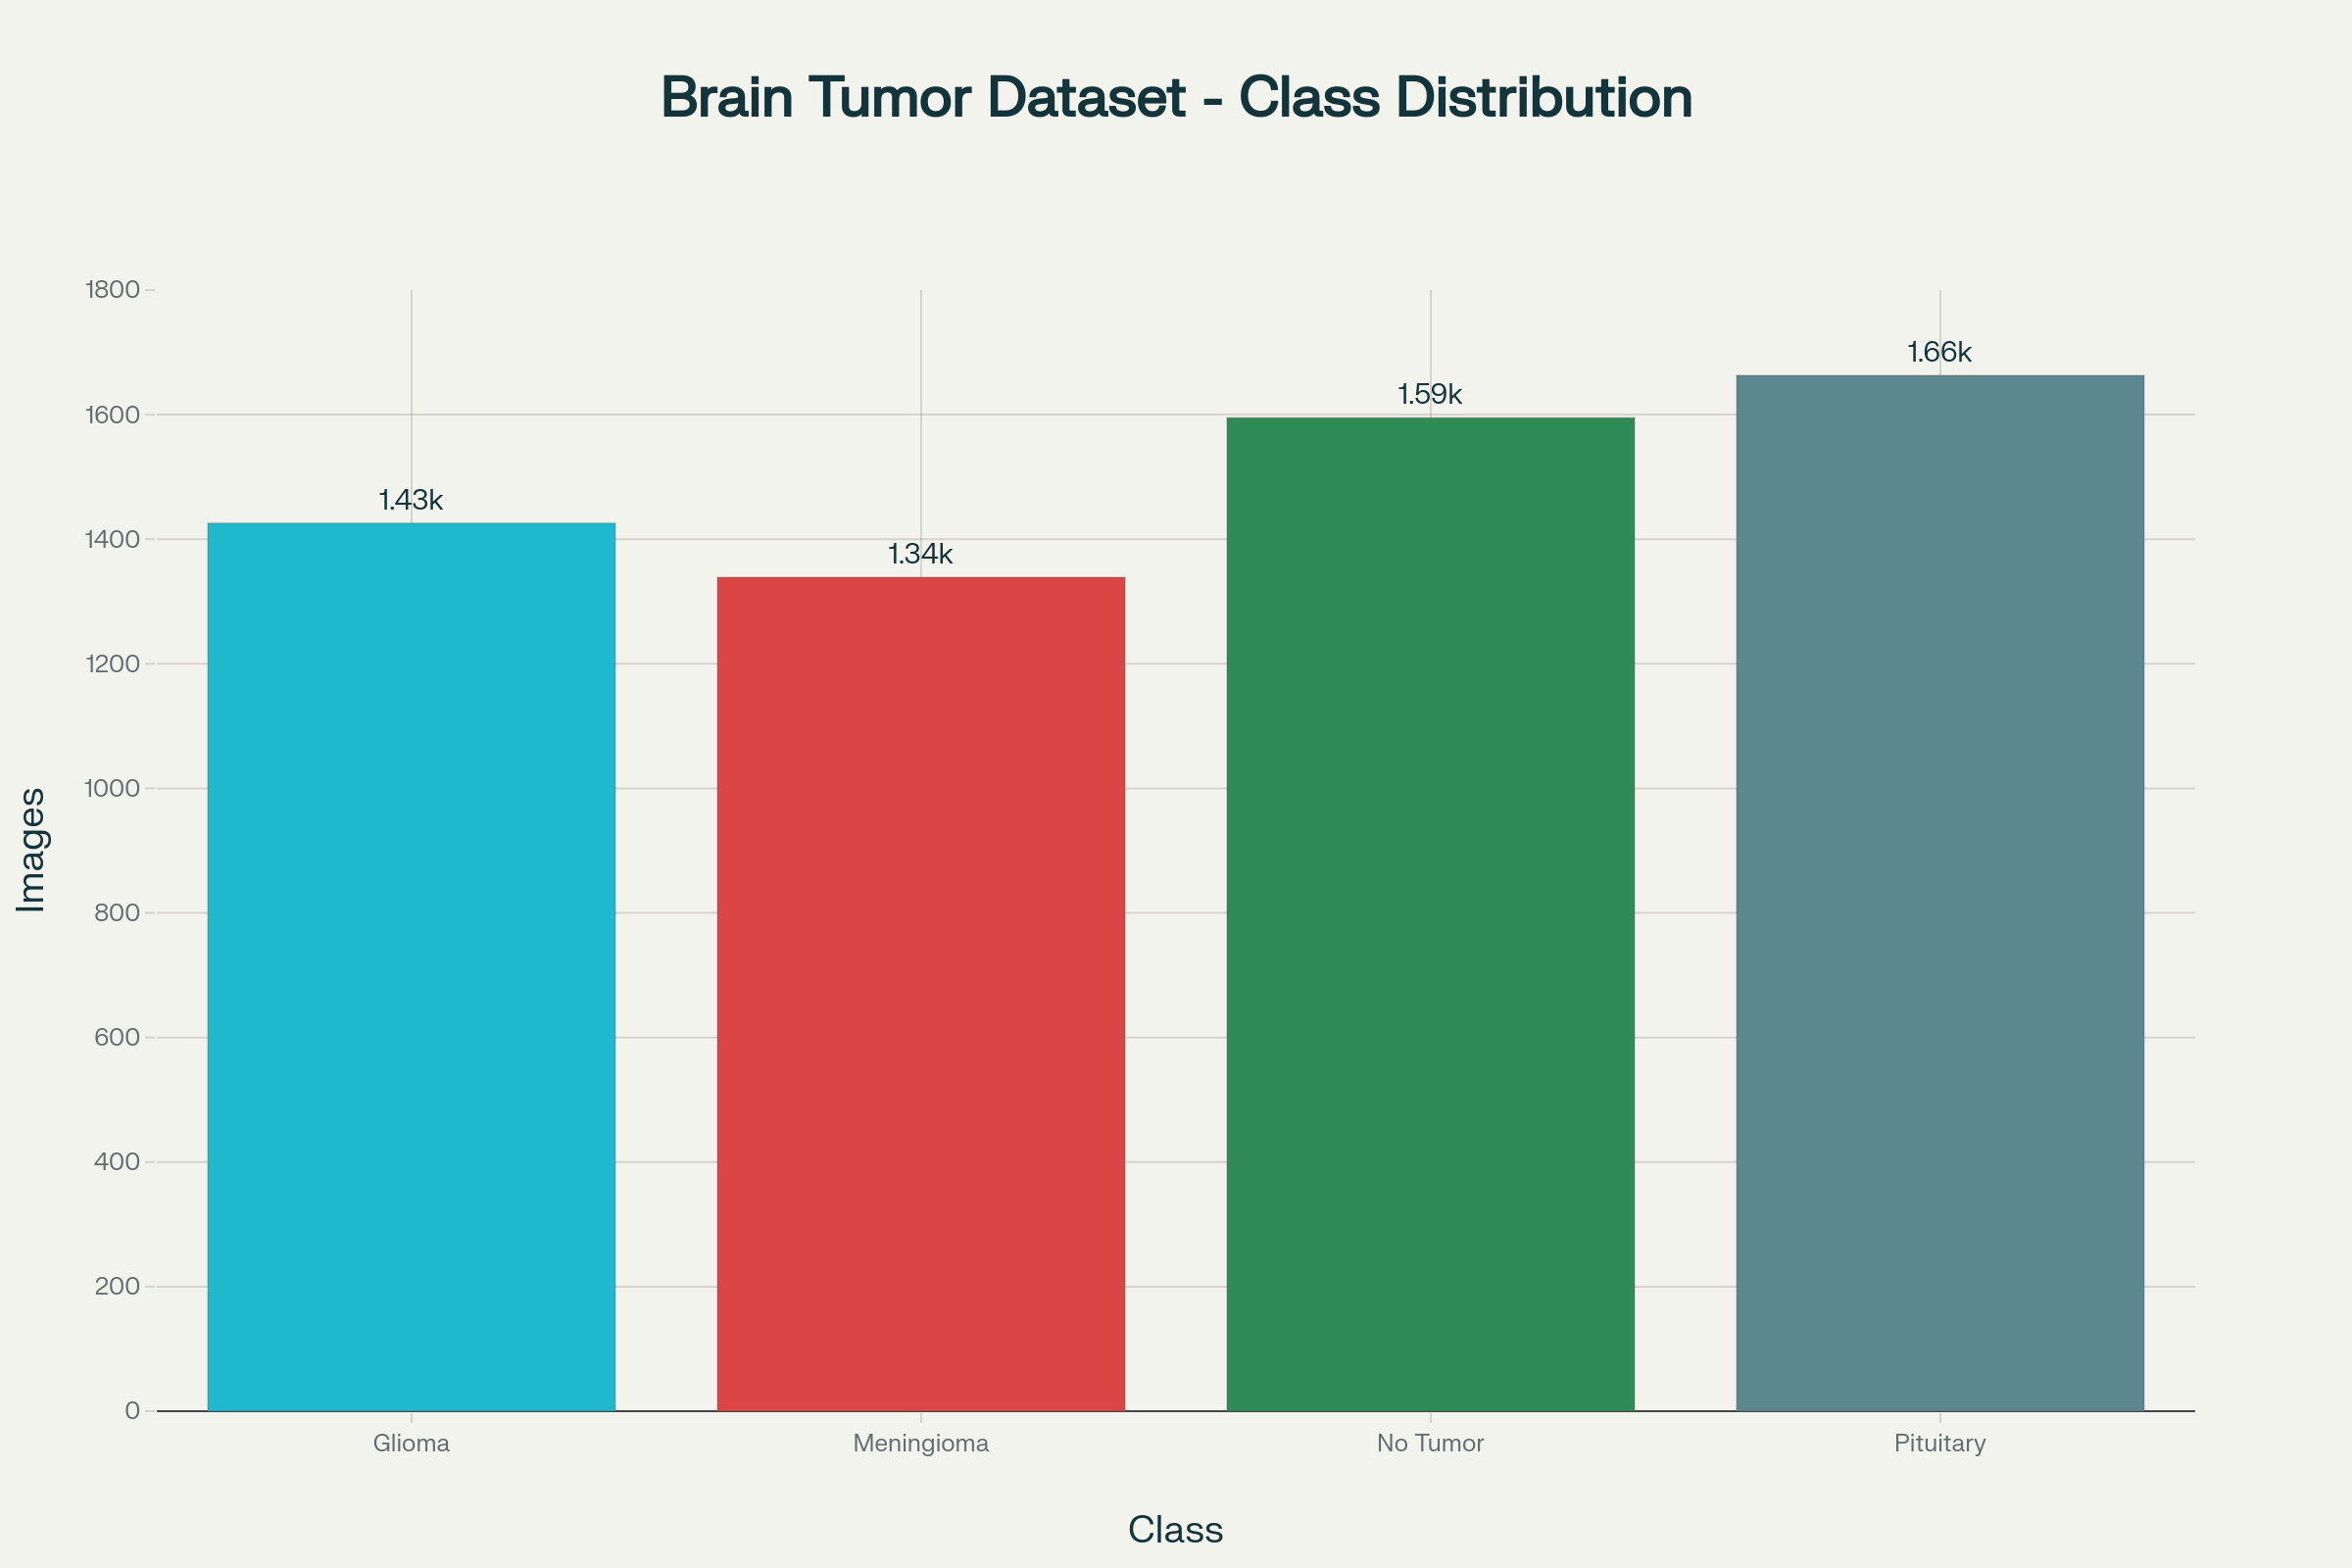 Brain Tumor Dataset - Class Distribution
1800
1600
1400
1200
1000
800
600
400
200
0
Images
1.43k
1.34k
1.59k
1.66k
Glioma
Meningioma
No Tumor
Pituitary
Class